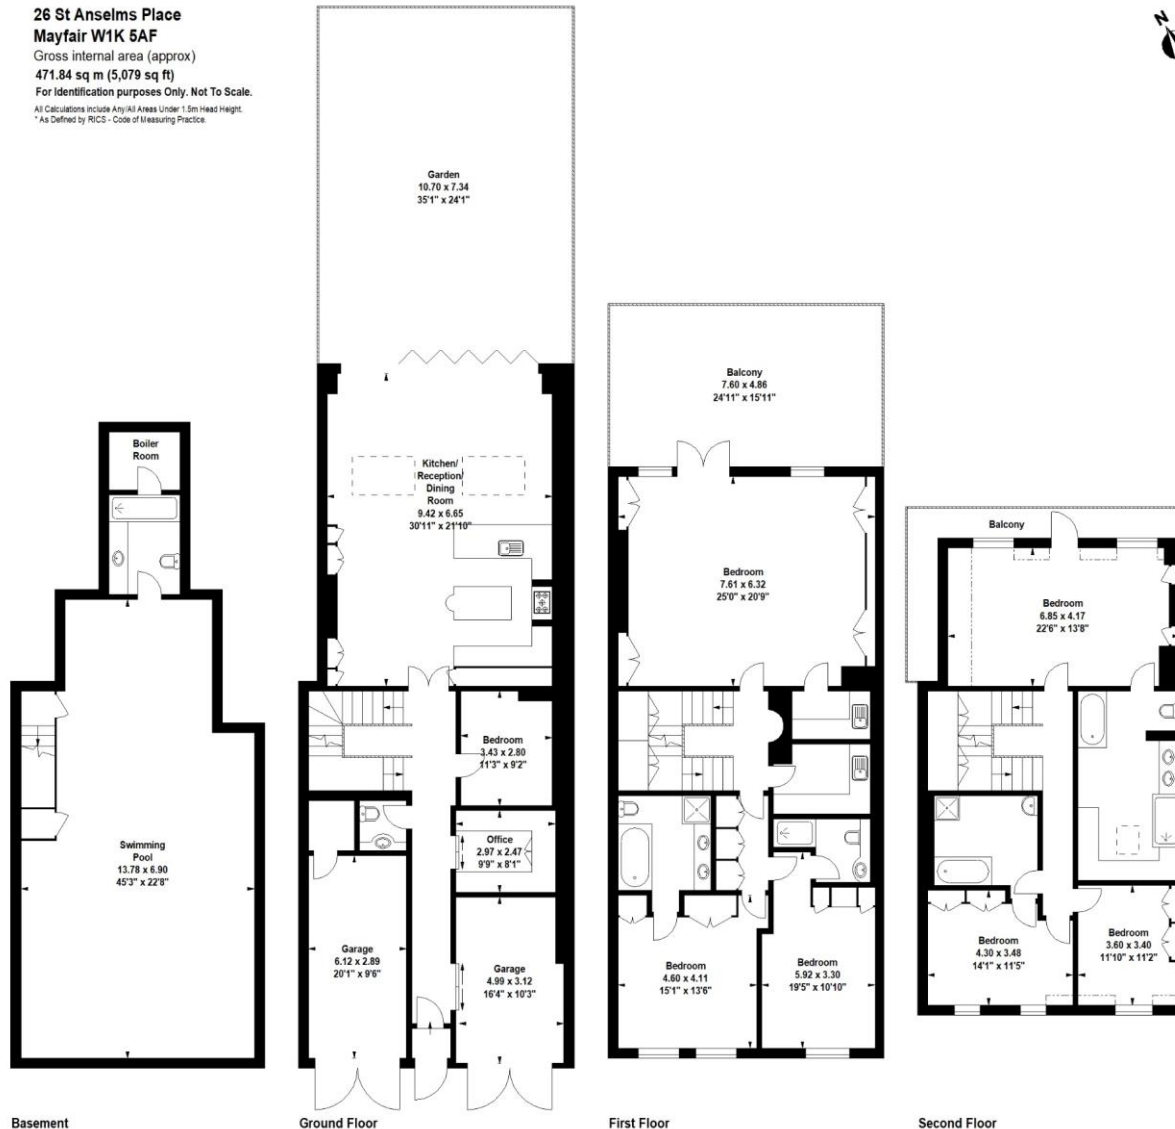 26 St Anselms Place
Mayfair W1K 5AF
Gross internal area (approx)
471.84 sq m (5,079 sq ft)
For Identification purposes Only. Not To Scale.
All Calculations include Any/All Areas Under 1.5m Head Height.
* As Defined by RICS - Code of Measuring Practice.
N
Boiler
Room
Swimming
Pool
13.78 x 6.90
45'3" x 22'8"
Basement
Garden
10.70 x 7.34
35'1" x 24'1"
Kitchen/
Reception/
Dining
Room
9.42 x 6.65
30'11" x 21'10"
Bedroom
3.43 x 2.80
11'3" x 9'2"
Office
2.97 x 2.47
9'9" x 8'1"
Garage
6.12 x 2.89
20'1" x 9'6"
Garage
4.99 x 3.12
16'4" x 10'3"
Ground Floor
Balcony
7.60 x 4.86
24'11" x 15'11"
Bedroom
7.61 x 6.32
25'0" x 20'9"
Bedroom
4.60 x 4.11
15'1" x 13'6"
Bedroom
5.92 x 3.30
19'5" x 10'10"
First Floor
Balcony
Bedroom
6.85 x 4.17
22'6" x 13'8"
Bedroom
4.30 x 3.48
14'1" x 11'5"
Bedroom
3.60 x 3.40
11'10" x 11'2"
Second Floor